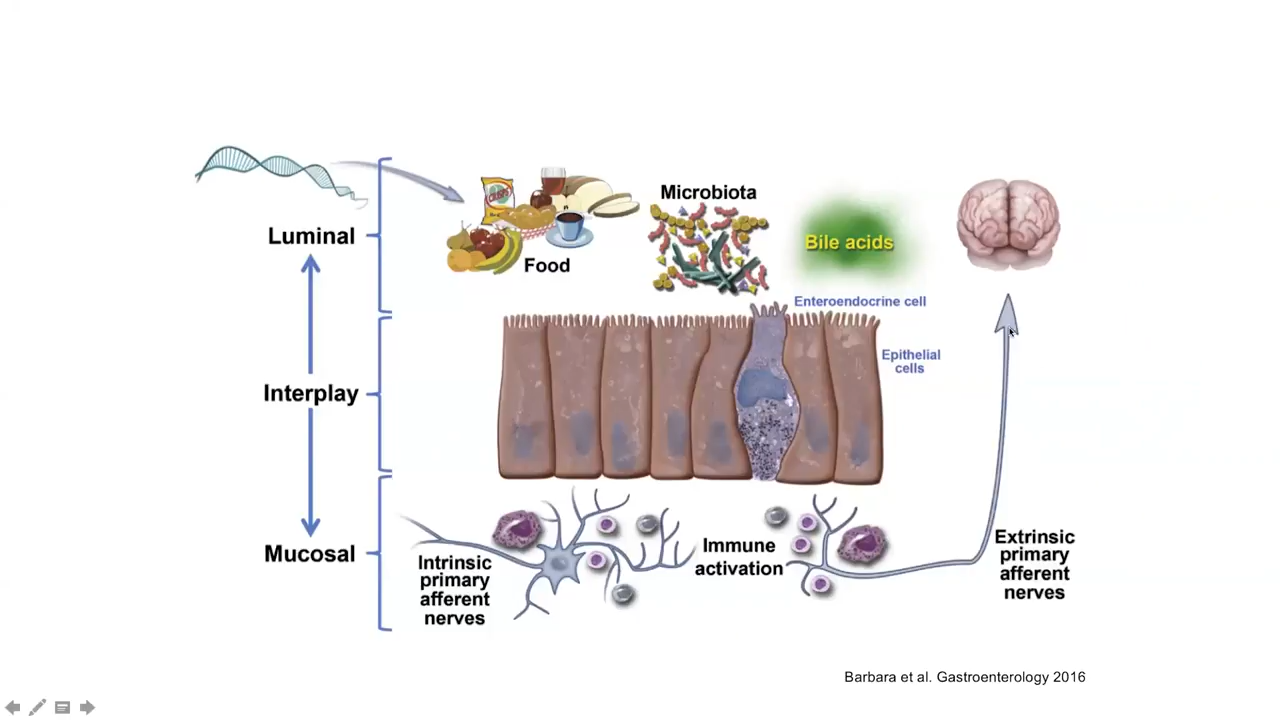 Microbiota
Luminal
Bile acids
Food
Enteroendocrine cell
Epithelial
cells
Interplay
Mucosal
Intrinsic
primary
afferent
nerves
Immune
activation
Extrinsic
primary
afferent
nerves
Barbara et al. Gastroenterology 2016